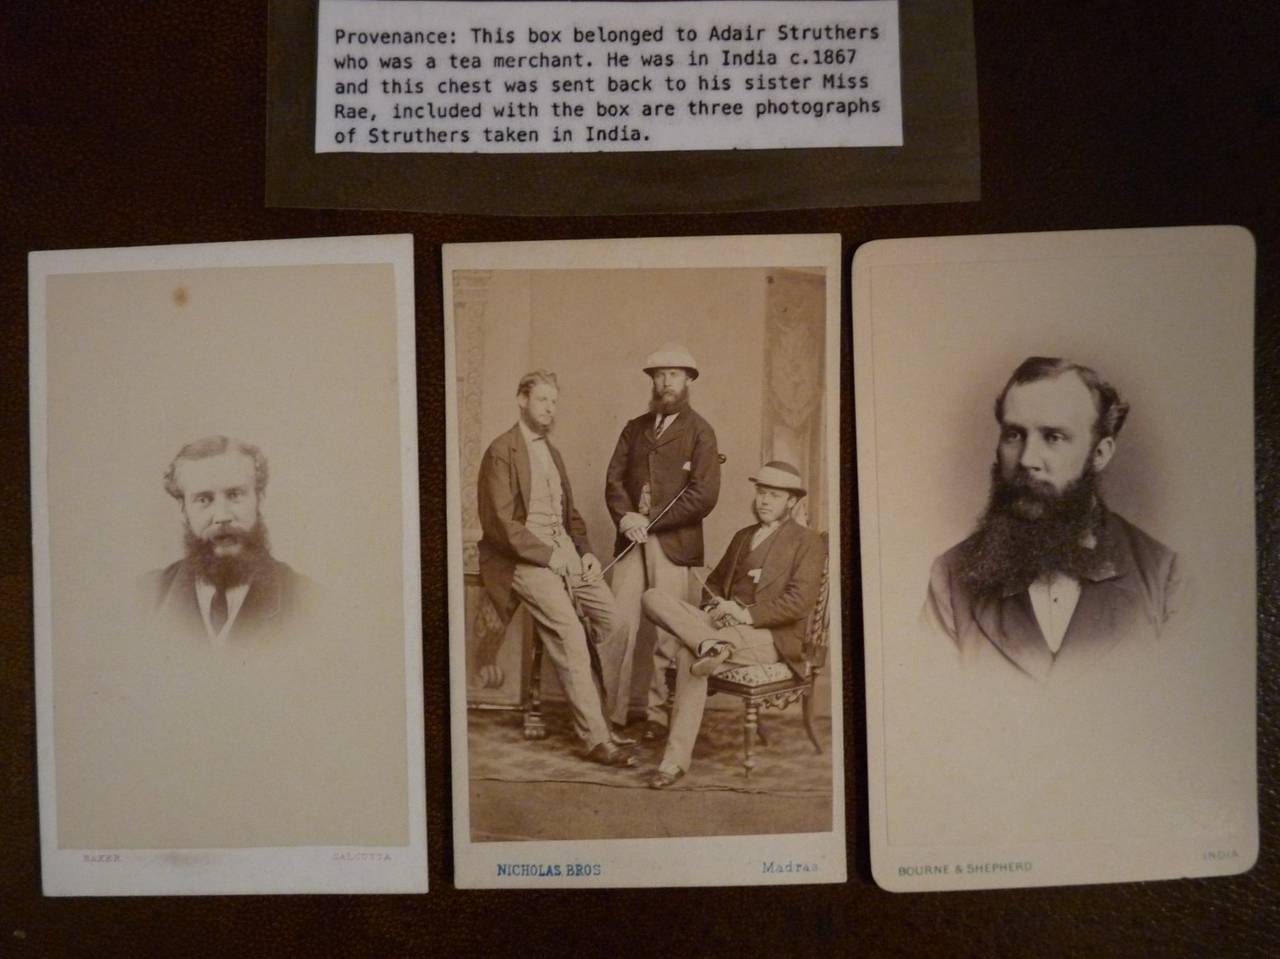 Provenance: This box belonged to Adair Struthers
who was a tea merchant. He was in India c.1867
and this chest was sent back to his sister Miss
Rae, included with the box are three photographs
of Struthers taken in India.
BAKER CALCUTTA
NICHOLAS BROS Madras
BOURNE & SHEPHERD INDIA